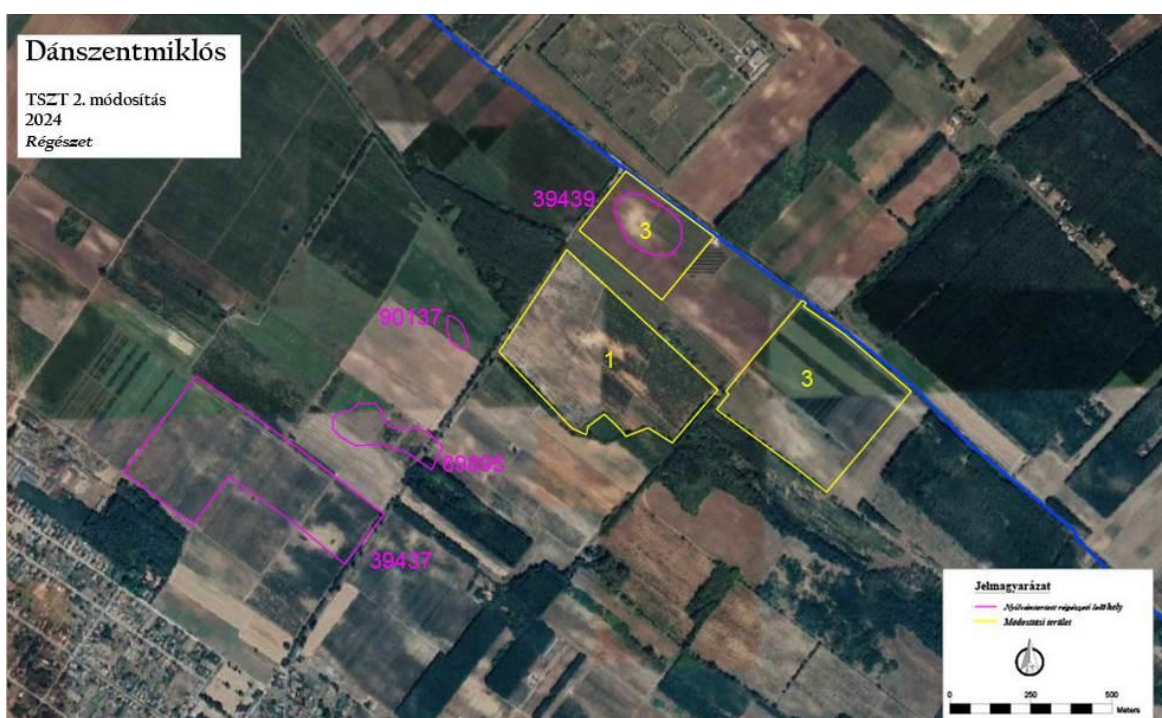 Dánszentmiklós
TSZT 2. módosítás
2024
Régészet
39439
3
90137
1
3
69895
39437
Jelmagyarázat
Nyilvántartott régészeti lelőhely
Módosítási terület
0 250 500
Meters